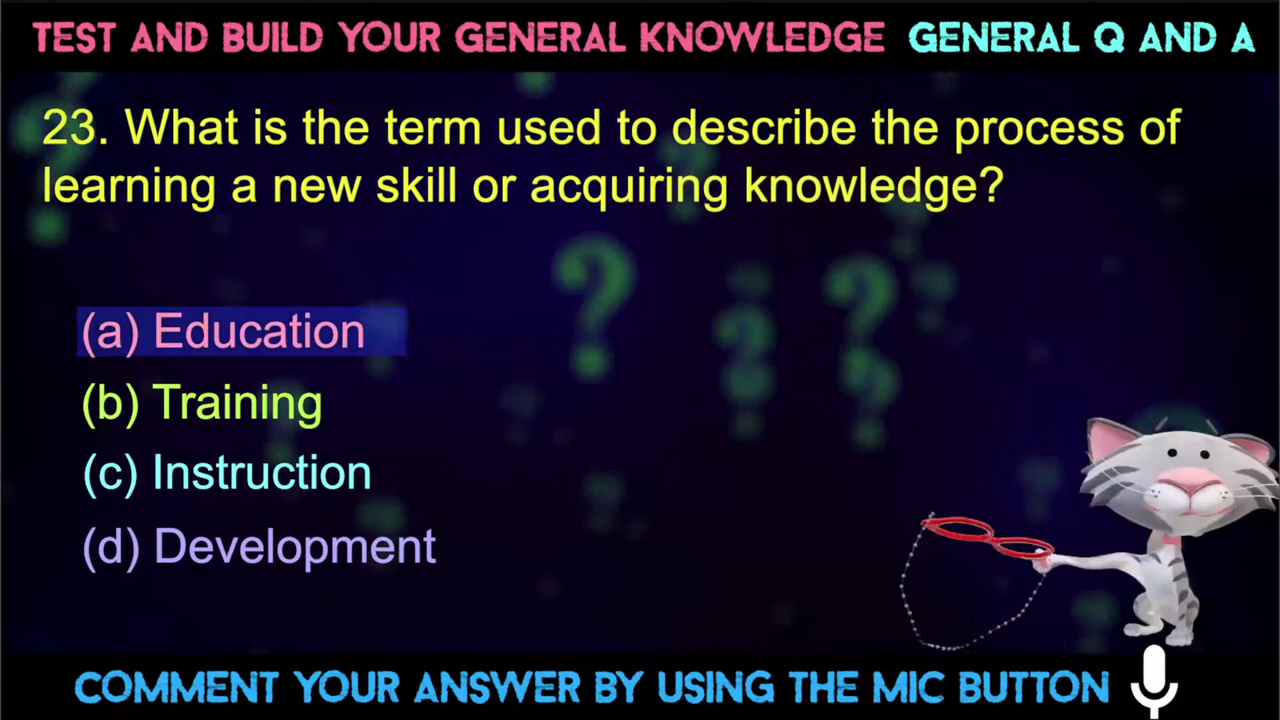 TEST AND BUILD YOUR GENERAL KNOWLEDGE GENERAL Q AND A
23. What is the term used to describe the process of
learning a new skill or acquiring knowledge?
(a) Education
(b) Training
(c) Instruction
(d) Development
COMMENT YOUR ANSWER BY USING THE MIC BUTTON